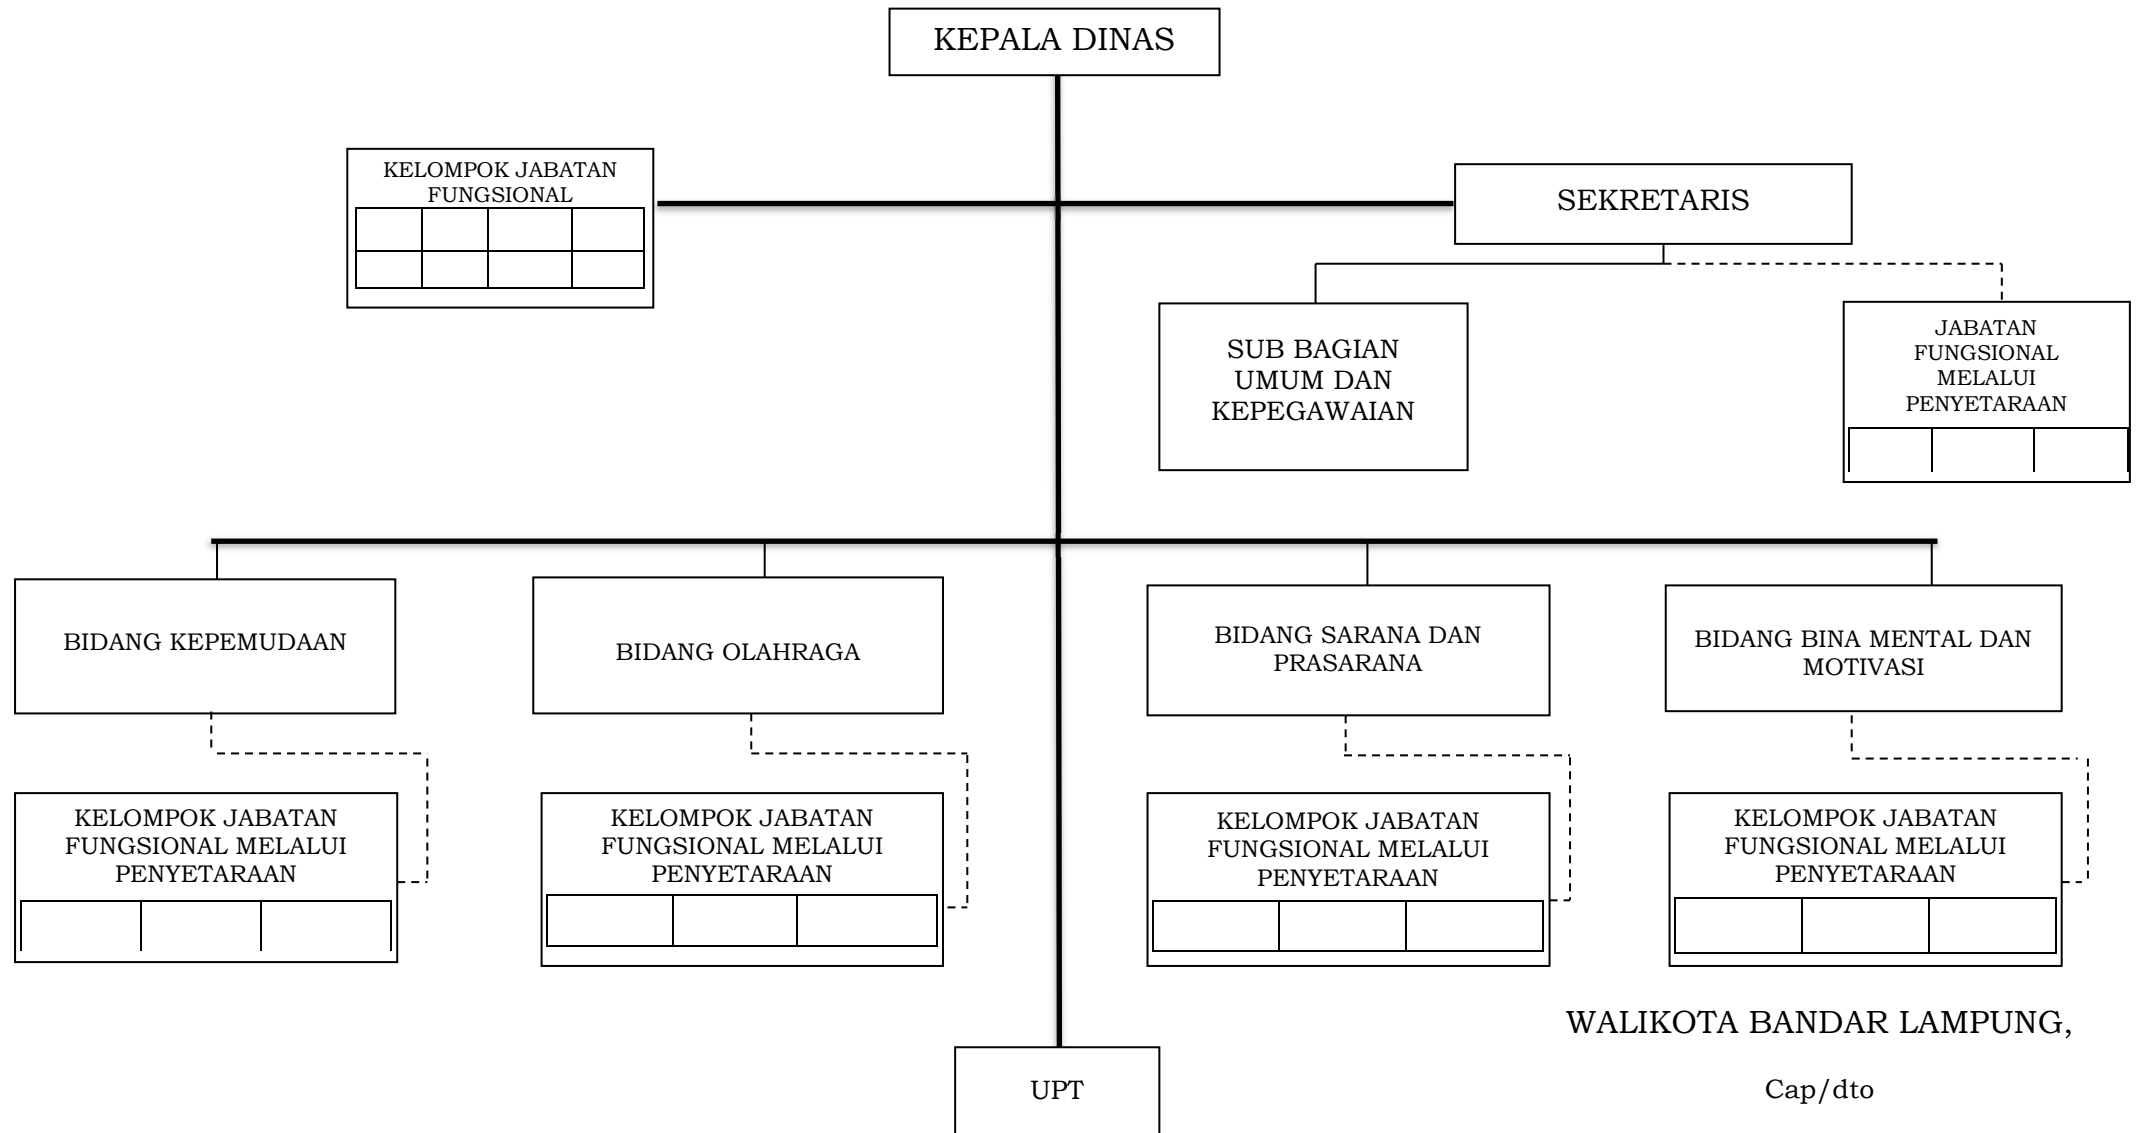 KEPALA DINAS
KELOMPOK JABATAN
FUNGSIONAL
SEKRETARIS
SUB BAGIAN
UMUM DAN
KEPEGAWAIAN
JABATAN
FUNGSIONAL
MELALUI
PENYETARAAN
BIDANG KEPEMUDAAN
BIDANG OLAHRAGA
BIDANG SARANA DAN
PRASARANA
BIDANG BINA MENTAL DAN
MOTIVASI
KELOMPOK JABATAN
FUNGSIONAL MELALUI
PENYETARAAN
KELOMPOK JABATAN
FUNGSIONAL MELALUI
PENYETARAAN
KELOMPOK JABATAN
FUNGSIONAL MELALUI
PENYETARAAN
KELOMPOK JABATAN
FUNGSIONAL MELALUI
PENYETARAAN
WALIKOTA BANDAR LAMPUNG,
UPT
Cap/dto